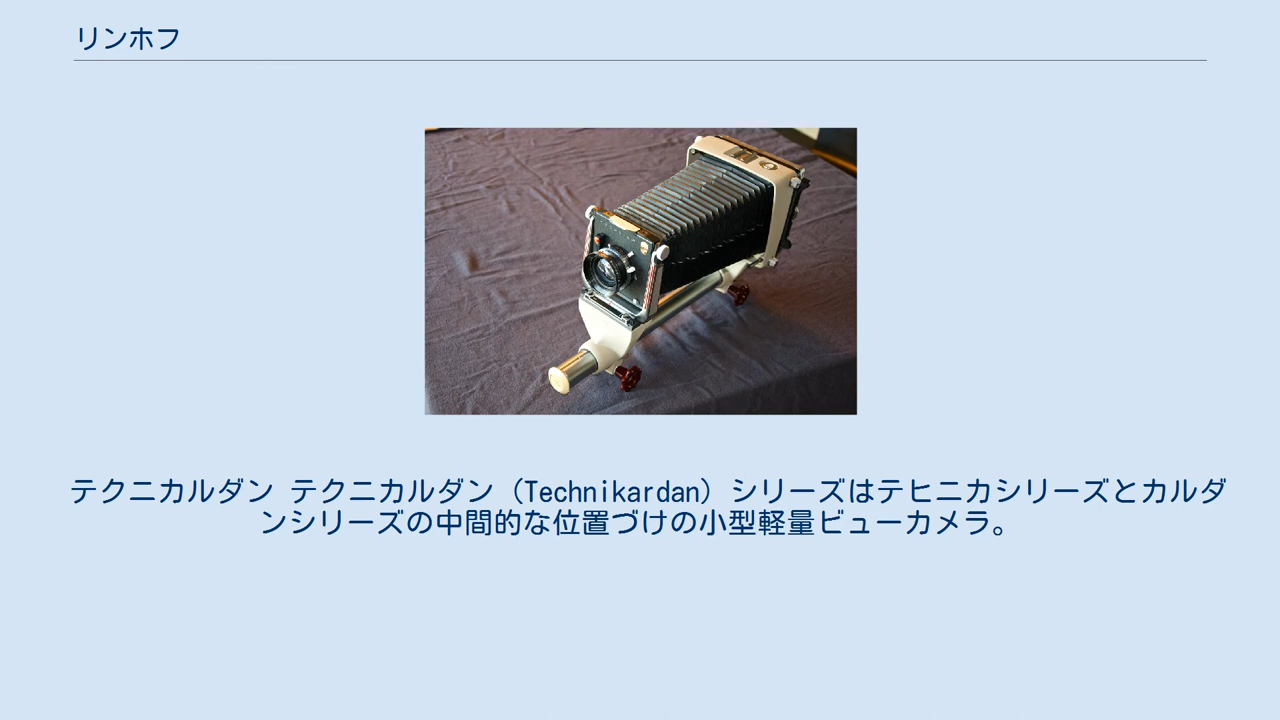 リンホフ
テクニカルダン テクニカルダン（Technikardan）シリーズはテヒニカシリーズとカルダ
ンシリーズの中間的な位置づけの小型軽量ビューカメラ。